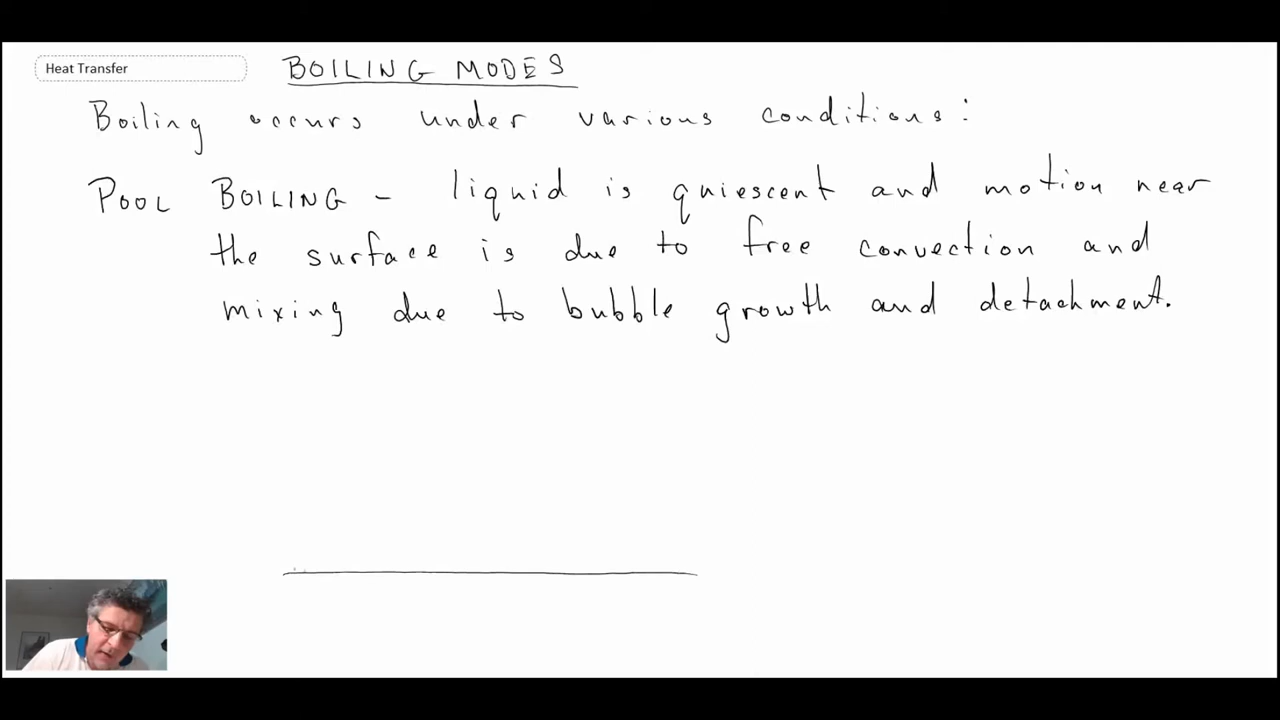 Heat Transfer
BOILING MODES
Boiling occurs under various conditions:
POOL BOILING - liquid is quiescent and motion near
the surface is due to free convection and
mixing due to bubble growth and detachment.